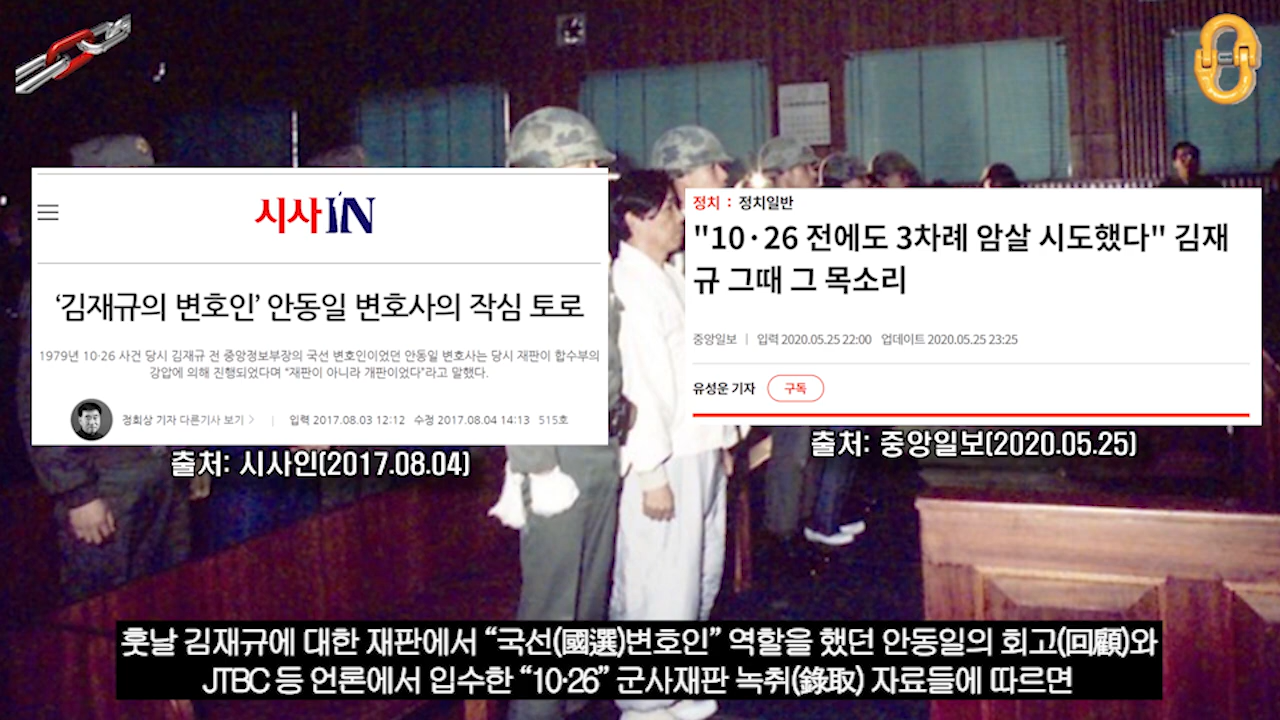 시사IN
‘김재규의 변호인’ 안동일 변호사의 작심 토로
1979년 10·26 사건 당시 김재규 전 중앙정보부장의 국선 변호인이었던 안동일 변호사는 당시 재판이 합수부의
강압에 의해 진행되었다며 “재판이 아니라 개판이었다”라고 말했다.
정희상 기자 다른기사 보기 > | 입력 2017.08.03 12:12 수정 2017.08.04 14:13 515호
출처: 시사인(2017.08.04)
정치 : 정치일반
"10·26 전에도 3차례 암살 시도했다" 김재
규 그때 그 목소리
중앙일보 | 입력 2020.05.25 22:00 업데이트 2020.05.25 23:25
유성운 기자 구독
출처: 중앙일보(2020.05.25)
훗날 김재규에 대한 재판에서 “국선(國選)변호인” 역할을 했던 안동일의 회고(回顧)와
JTBC 등 언론에서 입수한 “10·26” 군사재판 녹취(錄取) 자료들에 따르면